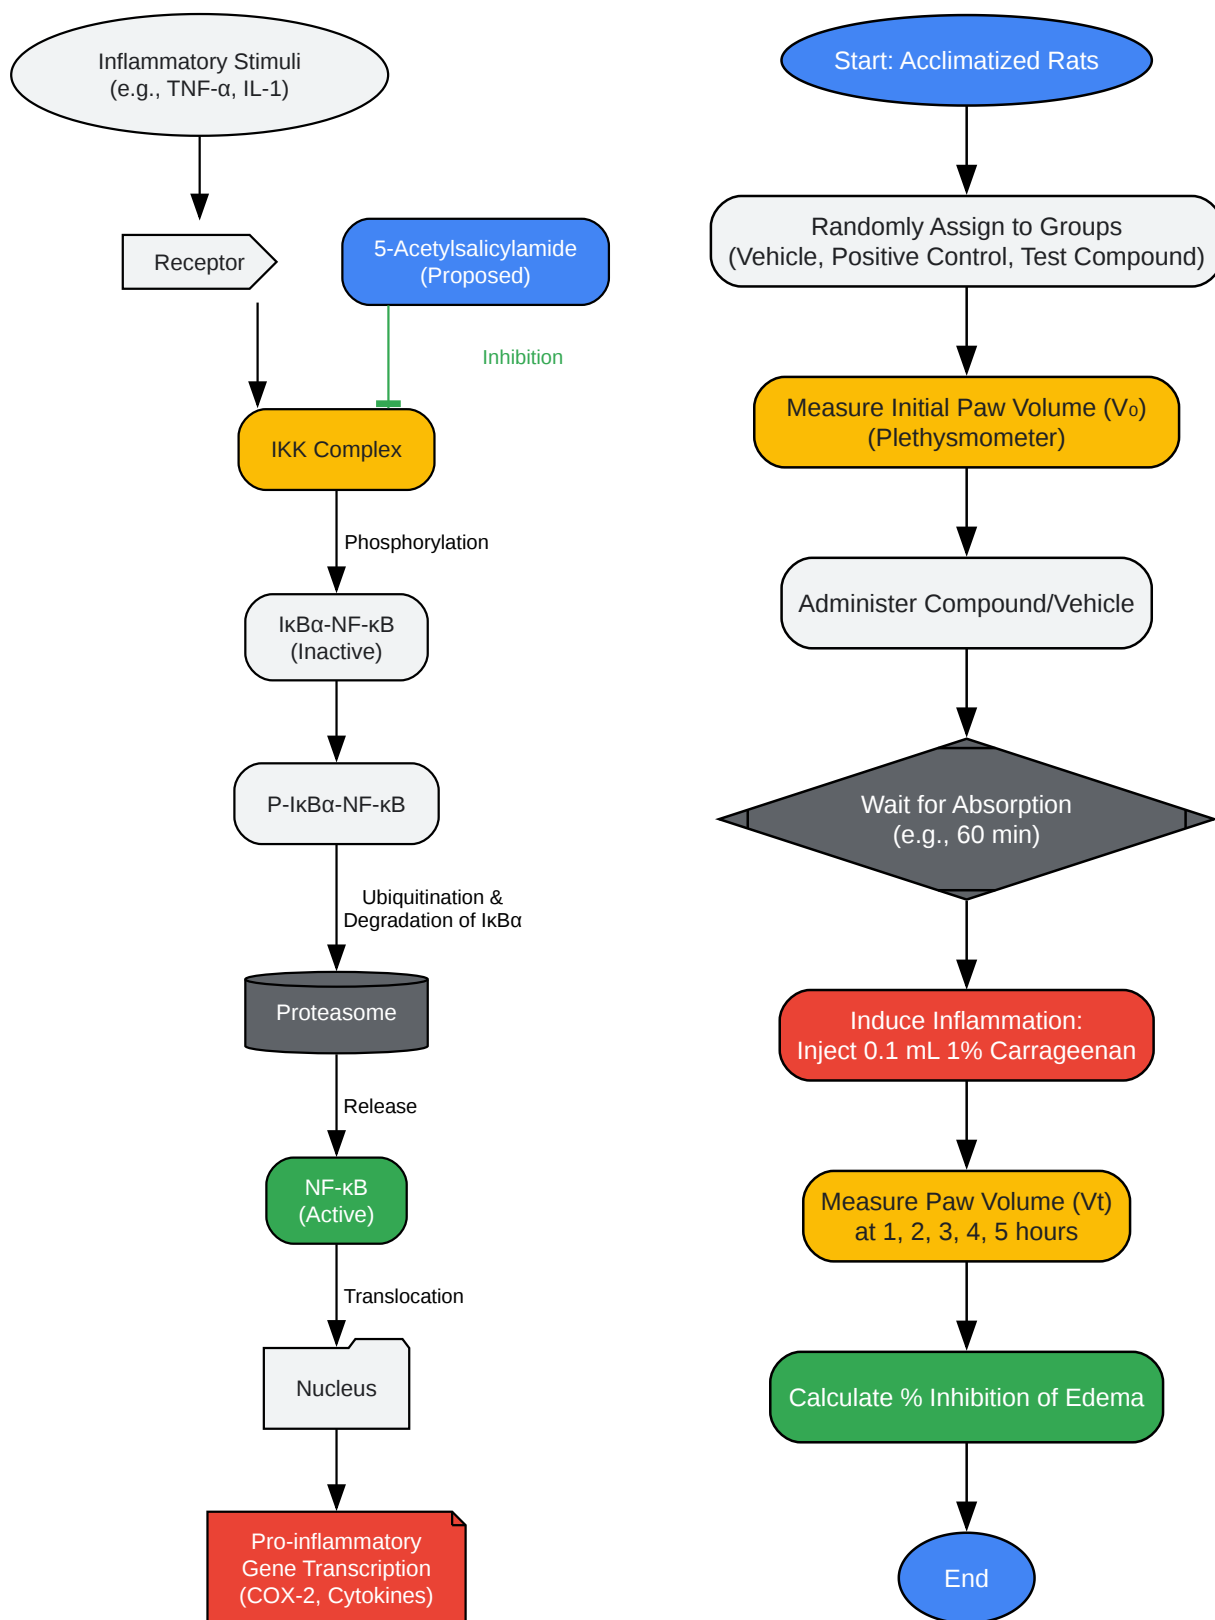 Inflammatory Stimuli
(e.g., TNF-α, IL-1)
Receptor
5-Acetylsalicylamide
(Proposed)
Inhibition
IKK Complex
Phosphorylation
IκBα-NF-κB
(Inactive)
P-IκBα-NF-κB
Ubiquitination &
Degradation of IκBα
Proteasome
Release
NF-κB
(Active)
Translocation
Nucleus
Pro-inflammatory
Gene Transcription
(COX-2, Cytokines)
Start: Acclimatized Rats
Randomly Assign to Groups
(Vehicle, Positive Control, Test Compound)
Measure Initial Paw Volume (V₀)
(Plethysmometer)
Administer Compound/Vehicle
Wait for Absorption
(e.g., 60 min)
Induce Inflammation:
Inject 0.1 mL 1% Carrageenan
Measure Paw Volume (Vt)
at 1, 2, 3, 4, 5 hours
Calculate % Inhibition of Edema
End